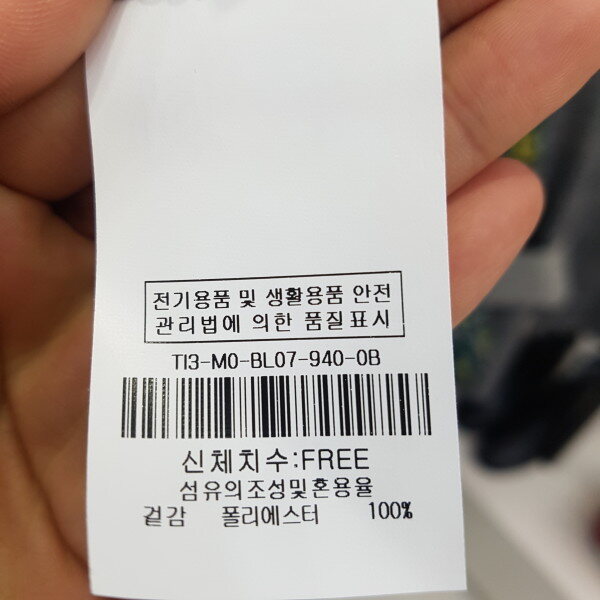 전기용품 및 생활용품 안전
관리법에 의한 품질표시
TI3-M0-BL07-940-0B
신체치수:FREE
섬유의조성및혼용율
겉감 폴리에스터 100%